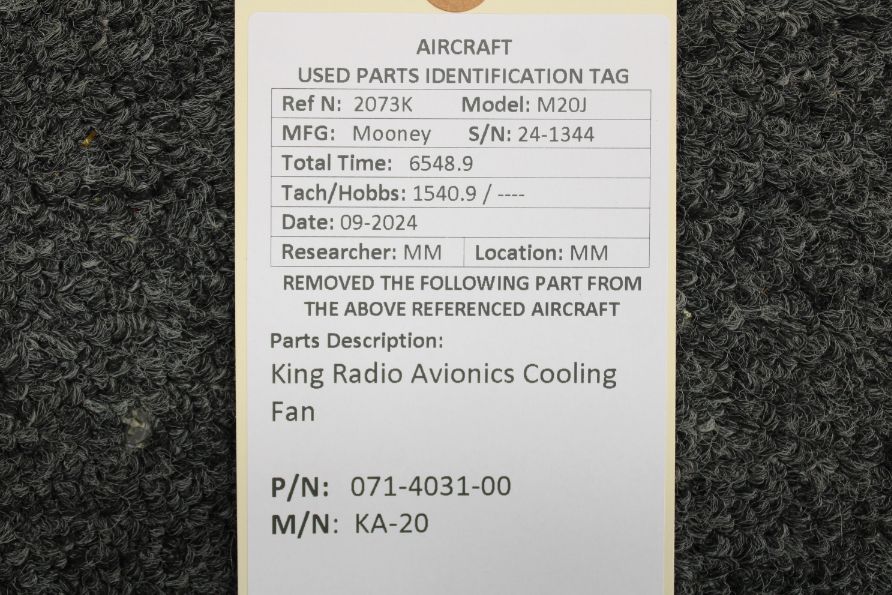 AIRCRAFT
USED PARTS IDENTIFICATION TAG
Ref N: 2073K Model: M20J
MFG: Mooney S/N: 24-1344
Total Time: 6548.9
Tach/Hobbs: 1540.9 / ----
Date: 09-2024
Researcher: MM Location: MM
REMOVED THE FOLLOWING PART FROM
THE ABOVE REFERENCED AIRCRAFT
Parts Description:
King Radio Avionics Cooling
Fan
P/N: 071-4031-00
M/N: KA-20